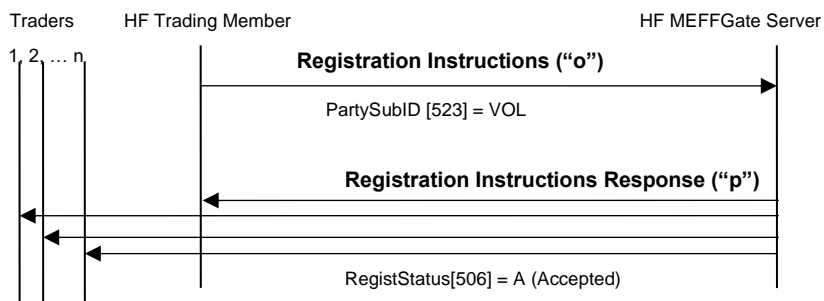 Traders HF Trading Member HF MEFFGate Server
1, 2, … n
Registration Instructions (“o”)
PartySubID [523] = VOL
Registration Instructions Response (“p”)
RegistStatus[506] = A (Accepted)